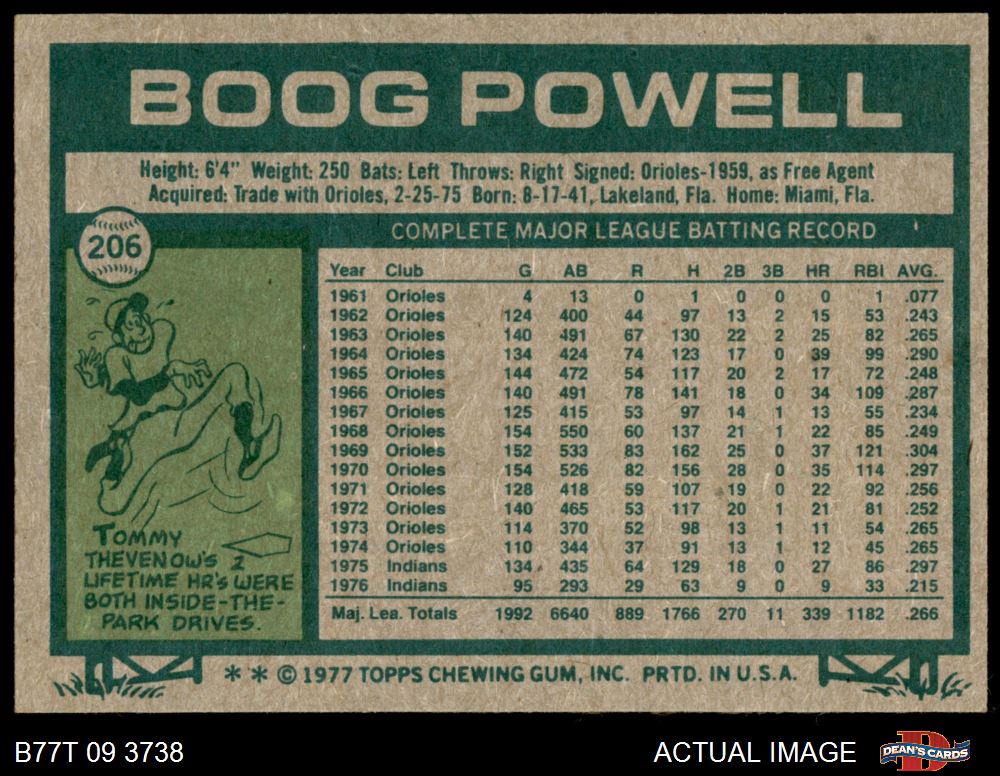 BOOG POWELL
Height: 6'4" Weight: 250 Bats: Left Throws: Right Signed: Orioles-1959, as Free Agent
Acquired: Trade with Orioles, 2-25-75 Born: 8-17-41, Lakeland, Fla. Home: Miami, Fla.
206
COMPLETE MAJOR LEAGUE BATTING RECORD
Year Club G AB R H 2B 3B HR RBI AVG.
1961 Orioles 4 13 0 1 0 0 0 1 .077
1962 Orioles 124 400 44 97 13 2 15 53 .243
1963 Orioles 140 491 67 130 22 2 25 82 .265
1964 Orioles 134 424 74 123 17 0 39 99 .290
1965 Orioles 144 472 54 117 20 2 17 72 .248
1966 Orioles 140 491 78 141 18 0 34 109 .287
1967 Orioles 125 415 53 97 14 1 13 55 .234
1968 Orioles 154 550 60 137 21 1 22 85 .249
1969 Orioles 152 533 83 162 25 0 37 121 .304
1970 Orioles 154 526 82 156 28 0 35 114 .297
1971 Orioles 128 418 59 107 19 0 22 92 .256
1972 Orioles 140 465 53 117 20 1 21 81 .252
1973 Orioles 114 370 52 98 13 1 11 54 .265
1974 Orioles 110 344 37 91 13 1 12 45 .265
1975 Indians 134 435 64 129 18 0 27 86 .297
1976 Indians 95 293 29 63 9 0 9 33 .215
Maj. Lea. Totals 1992 6640 889 1766 270 11 339 1182 .266
TOMMY
THEVENOW'S 2
LIFETIME HR'S WERE
BOTH INSIDE-THE-
PARK DRIVES.
** © 1977 TOPPS CHEWING GUM, INC. PRTD. IN U.S.A.
B77T 09 3738
ACTUAL IMAGE
DEAN'S CARDS